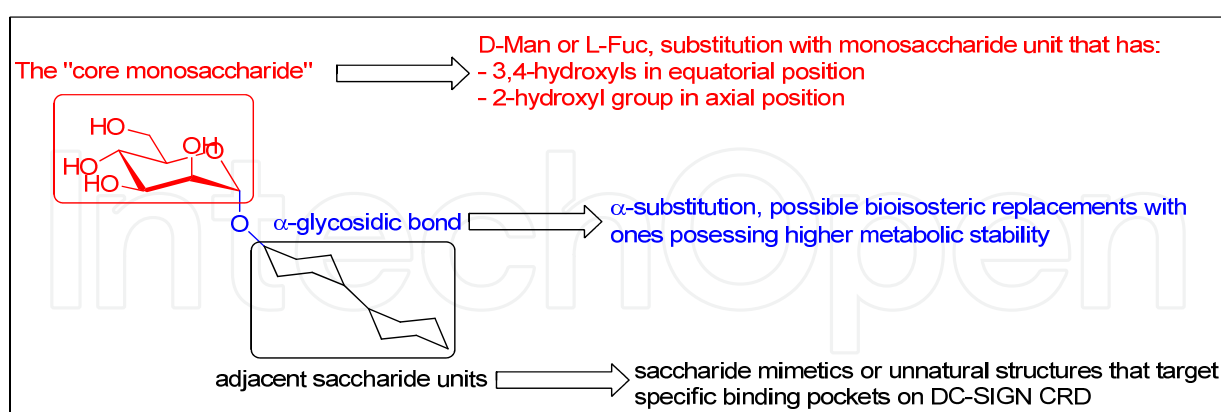 D-Man or L-Fuc, substitution with monosaccharide unit that has:
The "core monosaccharide"
- 3,4-hydroxyls in equatorial position
- 2-hydroxyl group in axial position
HO
OH
O
HO
HO
O
α-glycosidic bond
α-substitution, possible bioisosteric replacements with
ones posessing higher metabolic stability
adjacent saccharide units
saccharide mimetics or unnatural structures that target
specific binding pockets on DC-SIGN CRD
IntechOpen